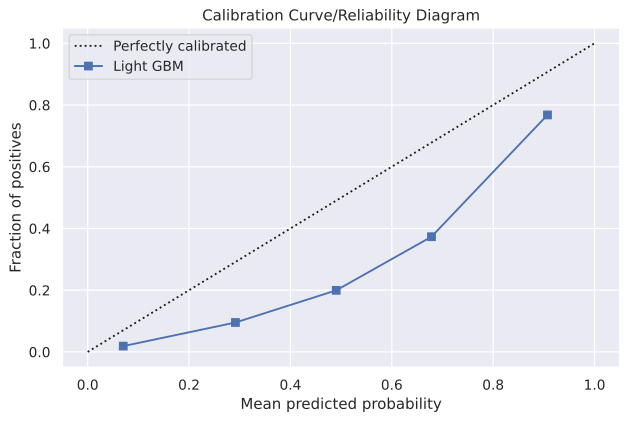 Calibration Curve/Reliability Diagram
1.0
Perfectly calibrated
Light GBM
0.8
0.6
0.4
0.2
0.0
Fraction of positives
0.0 0.2 0.4 0.6 0.8 1.0
Mean predicted probability